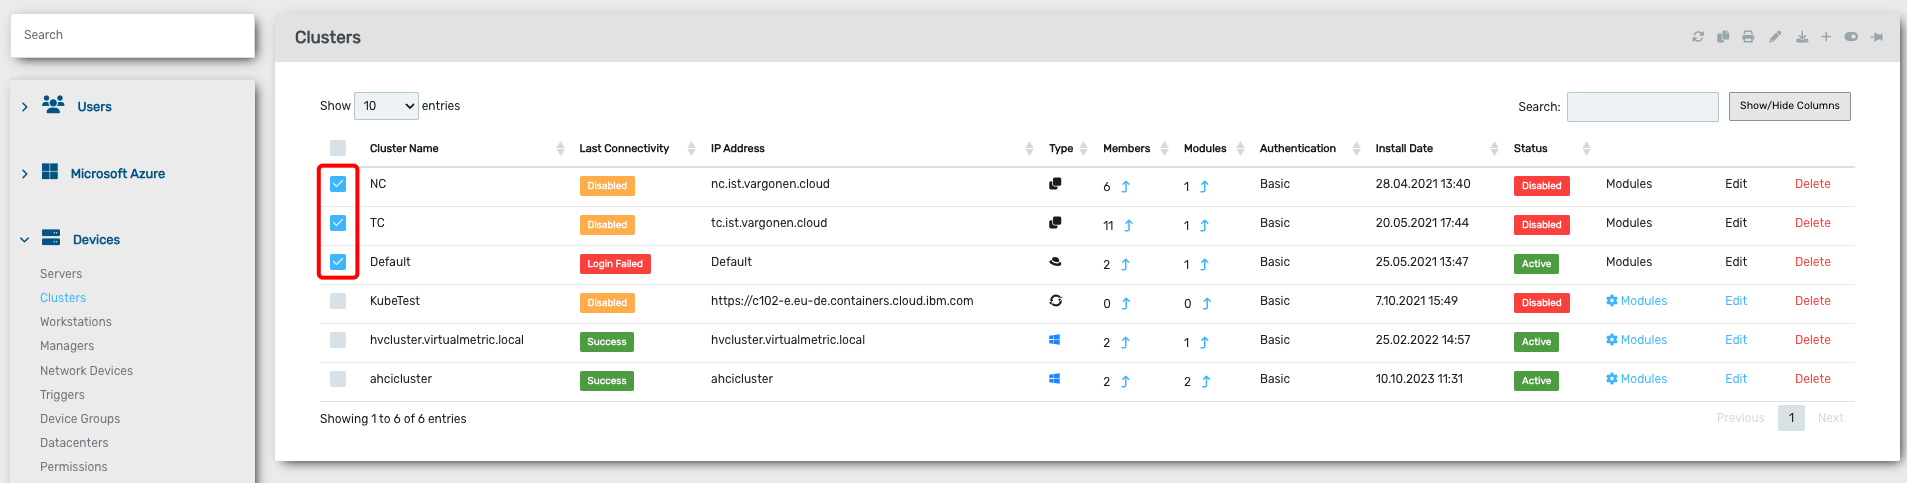 Search
Users
Microsoft Azure
Devices
Servers
Clusters
Workstations
Managers
Network Devices
Triggers
Device Groups
Datacenters
Permissions
Clusters
Show 10 entries Search: Show/Hide Columns
Cluster Name Last Connectivity IP Address Type Members Modules Authentication Install Date Status
NC Disabled nc.ist.vargonen.cloud 6 1 Basic 28.04.2021 13:40 Disabled Modules Edit Delete
TC Disabled tc.ist.vargonen.cloud 11 1 Basic 20.05.2021 17:44 Disabled Modules Edit Delete
Default Login Failed Default 2 1 Basic 25.05.2021 13:47 Active Modules Edit Delete
KubeTest Disabled https://c102-e.eu-de.containers.cloud.ibm.com 0 0 Basic 7.10.2021 15:49 Disabled Modules Edit Delete
hvcluster.virtualmetric.local Success hvcluster.virtualmetric.local 2 1 Basic 25.02.2022 14:57 Active Modules Edit Delete
ahcicluster Success ahcicluster 2 2 Basic 10.10.2023 11:31 Active Modules Edit Delete
Showing 1 to 6 of 6 entries Previous 1 Next